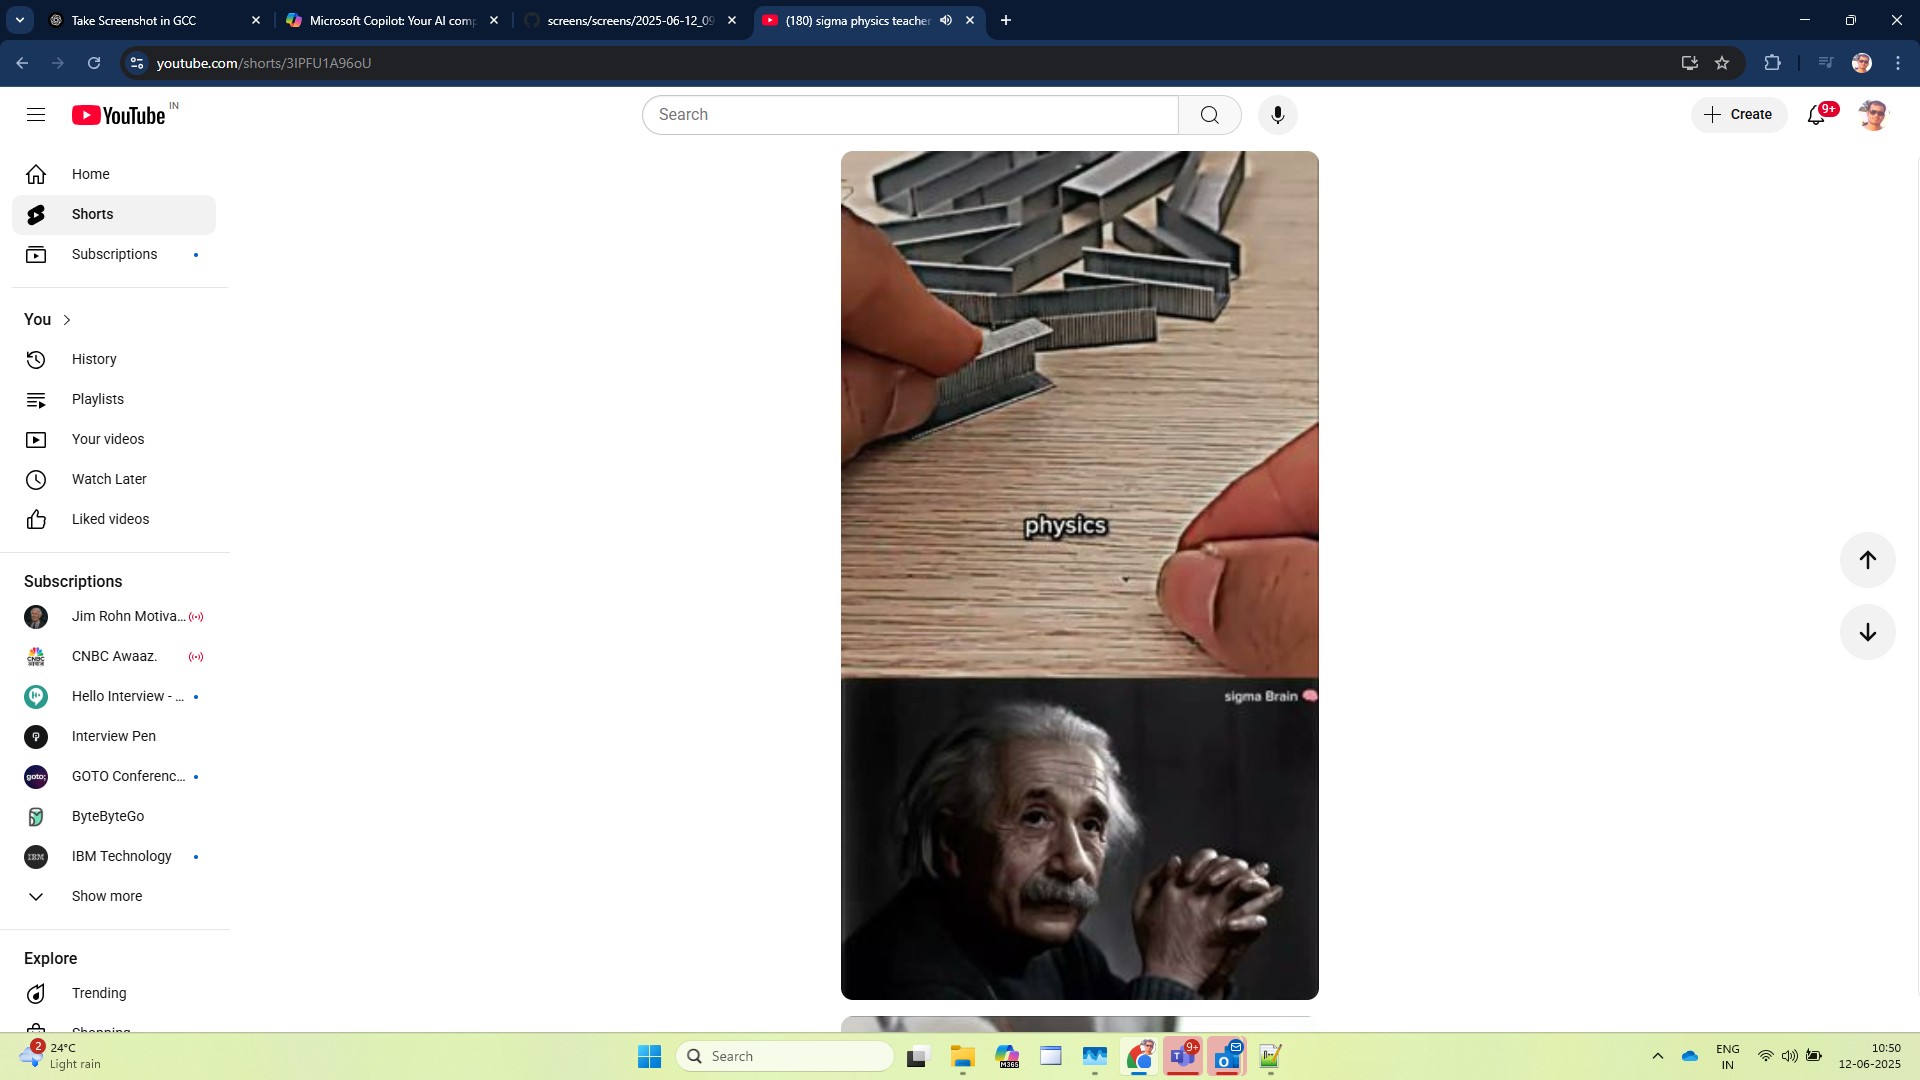 Take Screenshot in GCC
Microsoft Copilot: Your AI comp
screens/screens/2025-06-12_09
(180) sigma physics teacher
youtube.com/shorts/3IPFU1A96oU
YouTube IN
Search
Create
9+
Home
Shorts
Subscriptions
You
History
Playlists
Your videos
Watch Later
Liked videos
Subscriptions
Jim Rohn Motiva...
CNBC Awaaz.
Hello Interview - ...
Interview Pen
GOTO Conferenc...
ByteByteGo
IBM Technology
Show more
Explore
Trending
Shopping
physics
sigma Brain
2
24°C
Light rain
Search
M365
9+
ENG
IN
10:50
12-06-2025